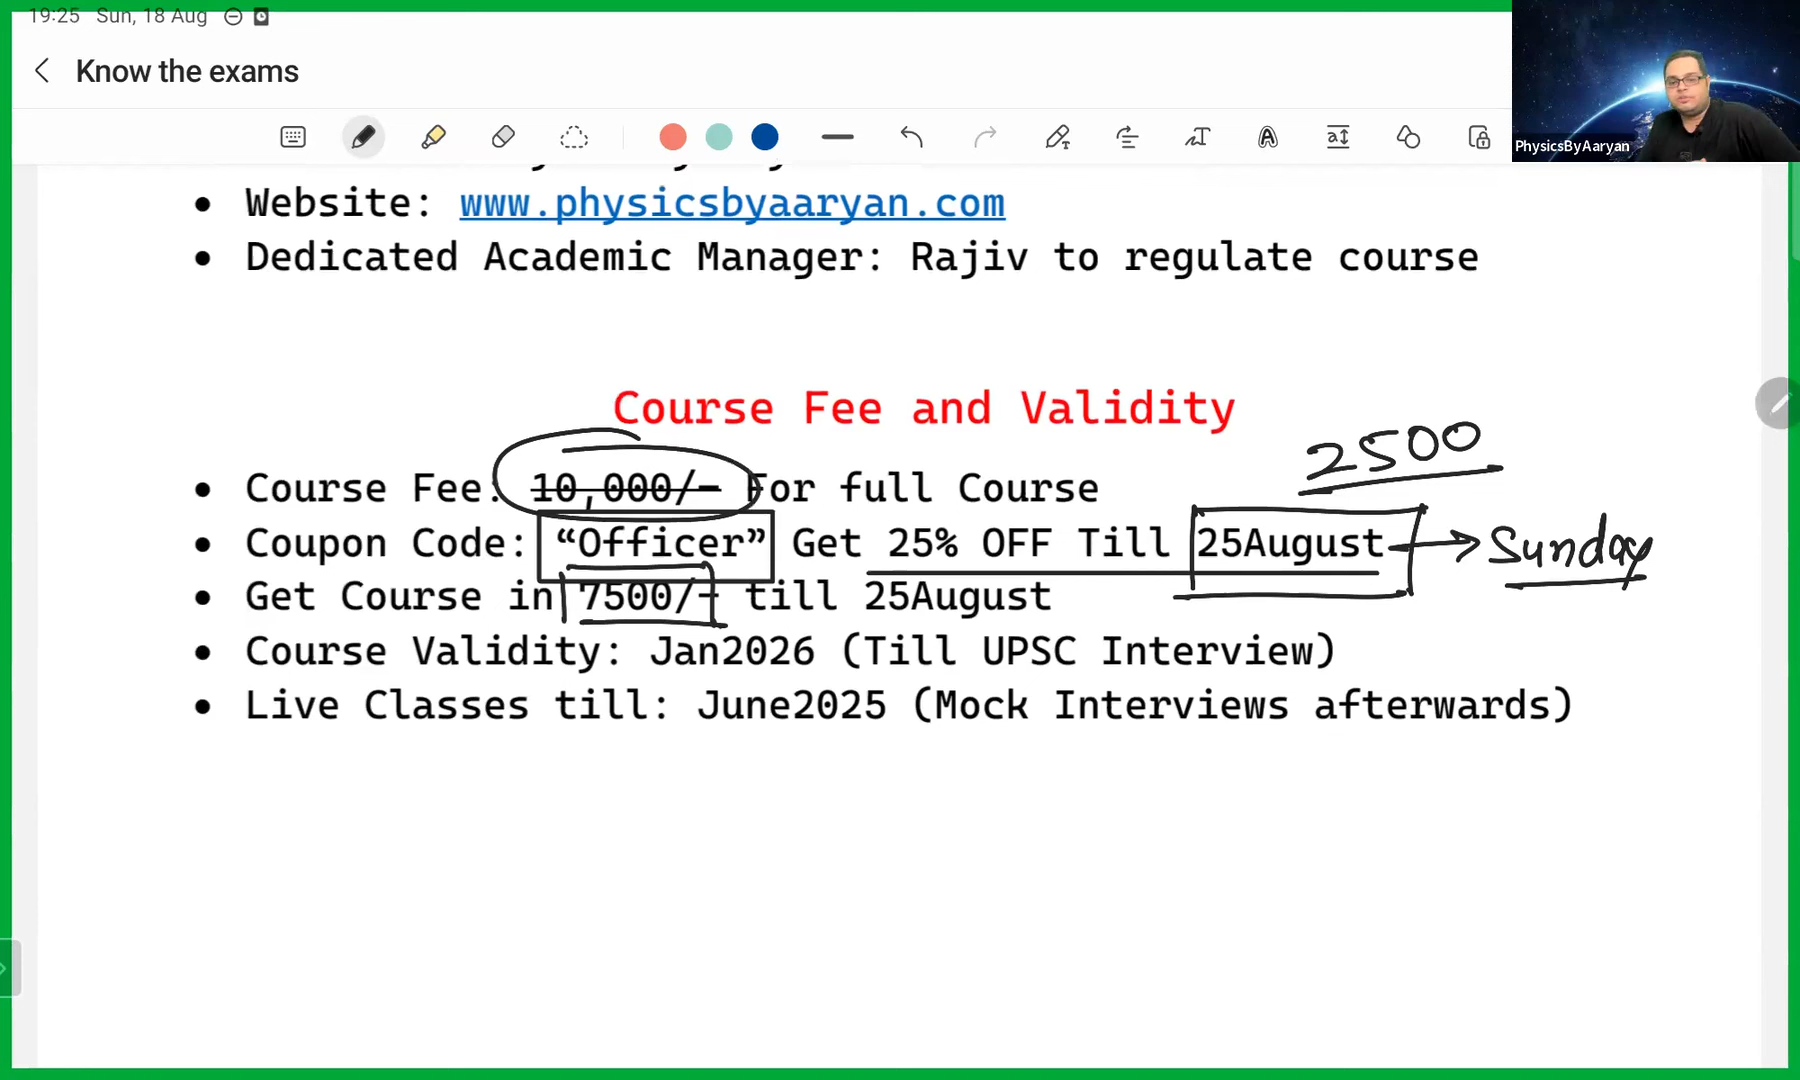 19:25 Sun, 18 Aug
Know the exams
PhysicsByAaryan
• Website: www.physicsbyaaryan.com
• Dedicated Academic Manager: Rajiv to regulate course
Course Fee and Validity
2500
• Course Fee: 10,000/- For full Course
• Coupon Code: “Officer” Get 25% OFF Till 25August → Sunday
• Get Course in 7500/- till 25August
• Course Validity: Jan2026 (Till UPSC Interview)
• Live Classes till: June2025 (Mock Interviews afterwards)